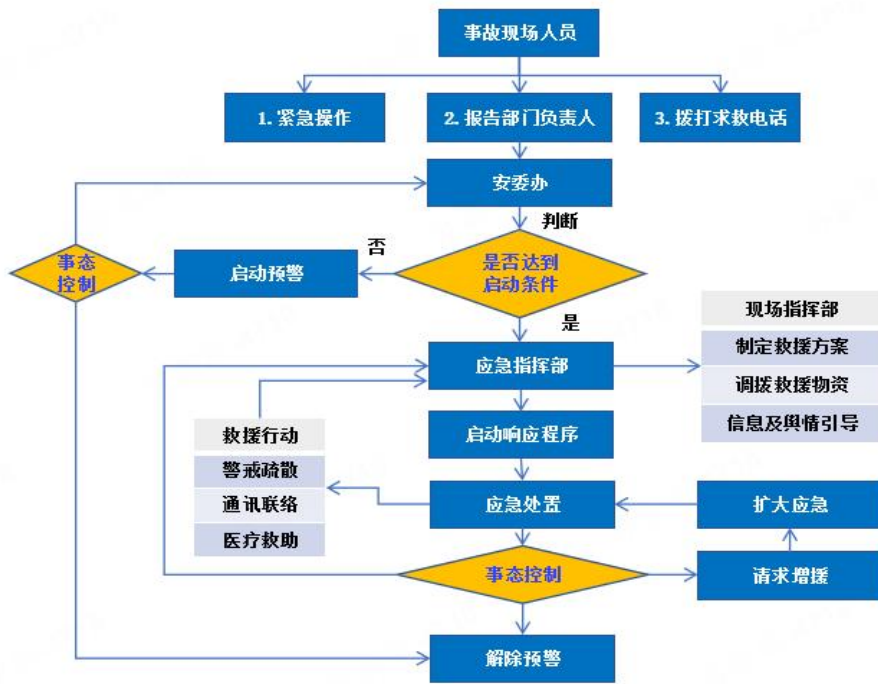 事故现场人员
1.紧急操作
2.报告部门负责人
3.拨打求救电话
安委办
判断
否
是否达到
启动条件
启动预警
事态
控制
是
现场指挥部
制定救援方案
调拨救援物资
信息及舆情引导
应急指挥部
启动响应程序
救援行动
警戒疏散
通讯联络
医疗救助
应急处置
扩大应急
事态控制
请求增援
解除预警